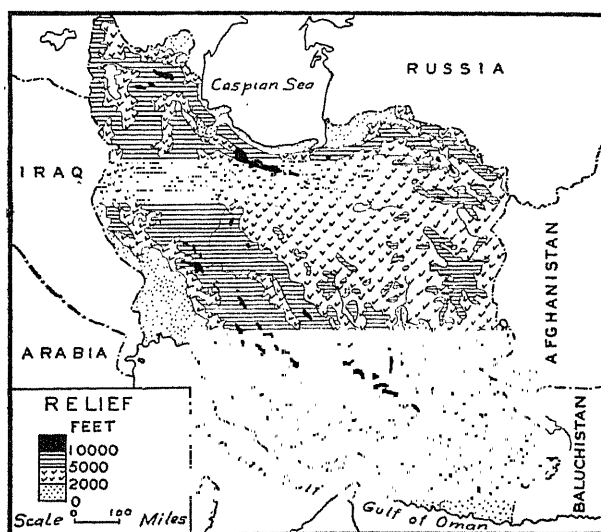 Caspian Sea
RUSSIA
IRAQ
AFGHANISTAN
ARABIA
BALUCHISTAN
RELIEF
FEET
10000
5000
2000
0
Scale 0 100 Miles
Gulf of Oman